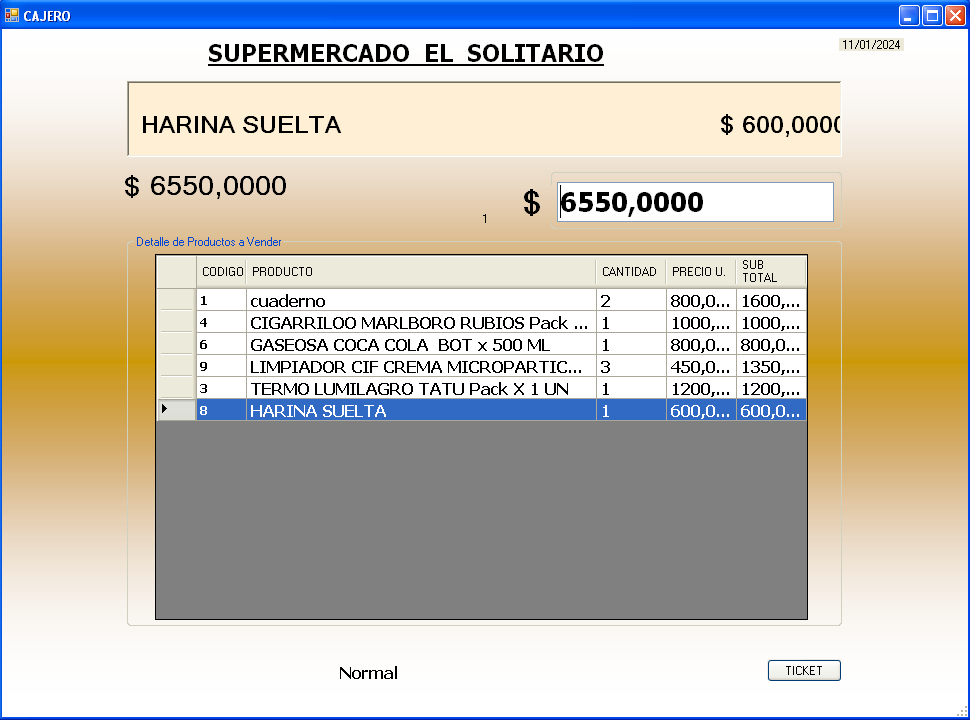 CAJERO
SUPERMERCADO EL SOLITARIO
11/01/2024
HARINA SUELTA $ 600,0000
$ 6550,0000
$ 6550,0000
1
Detalle de Productos a Vender
CODIGO PRODUCTO CANTIDAD PRECIO U. SUB TOTAL
1 cuaderno 2 800,0... 1600,...
4 CIGARRILOO MARLBORO RUBIOS Pack ... 1 1000,... 1000,...
6 GASEOSA COCA COLA BOT x 500 ML 1 800,0... 800,0...
9 LIMPIADOR CIF CREMA MICROPARTIC... 3 450,0... 1350,...
3 TERMO LUMILAGRO TATU Pack X 1 UN 1 1200,... 1200,...
8 HARINA SUELTA 1 600,0... 600,0...
Normal
TICKET